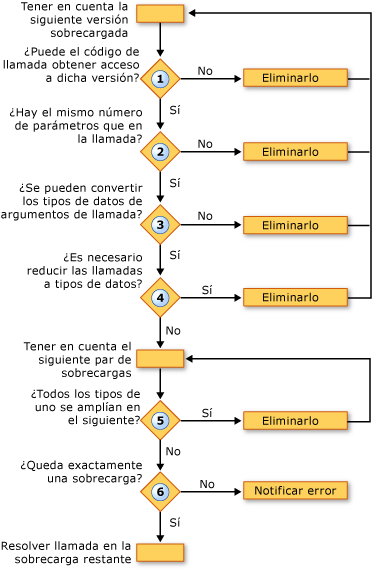 Tener en cuenta la
siguiente versión
sobrecargada
¿Puede el código de
llamada obtener acceso
a dicha versión?
1
No
Eliminarlo
Sí
¿Hay el mismo número
de parámetros que en
la llamada?
2
No
Eliminarlo
Sí
¿Se pueden convertir
los tipos de datos de
argumentos de llamada?
3
No
Eliminarlo
Sí
¿Es necesario
reducir las llamadas
a tipos de datos?
4
Sí
Eliminarlo
No
Tener en cuenta el
siguiente par de
sobrecargas
¿Todos los tipos de
uno se amplían en
el siguiente?
5
Sí
Eliminarlo
No
¿Queda exactamente
una sobrecarga?
6
No
Notificar error
Sí
Resolver llamada en la
sobrecarga restante